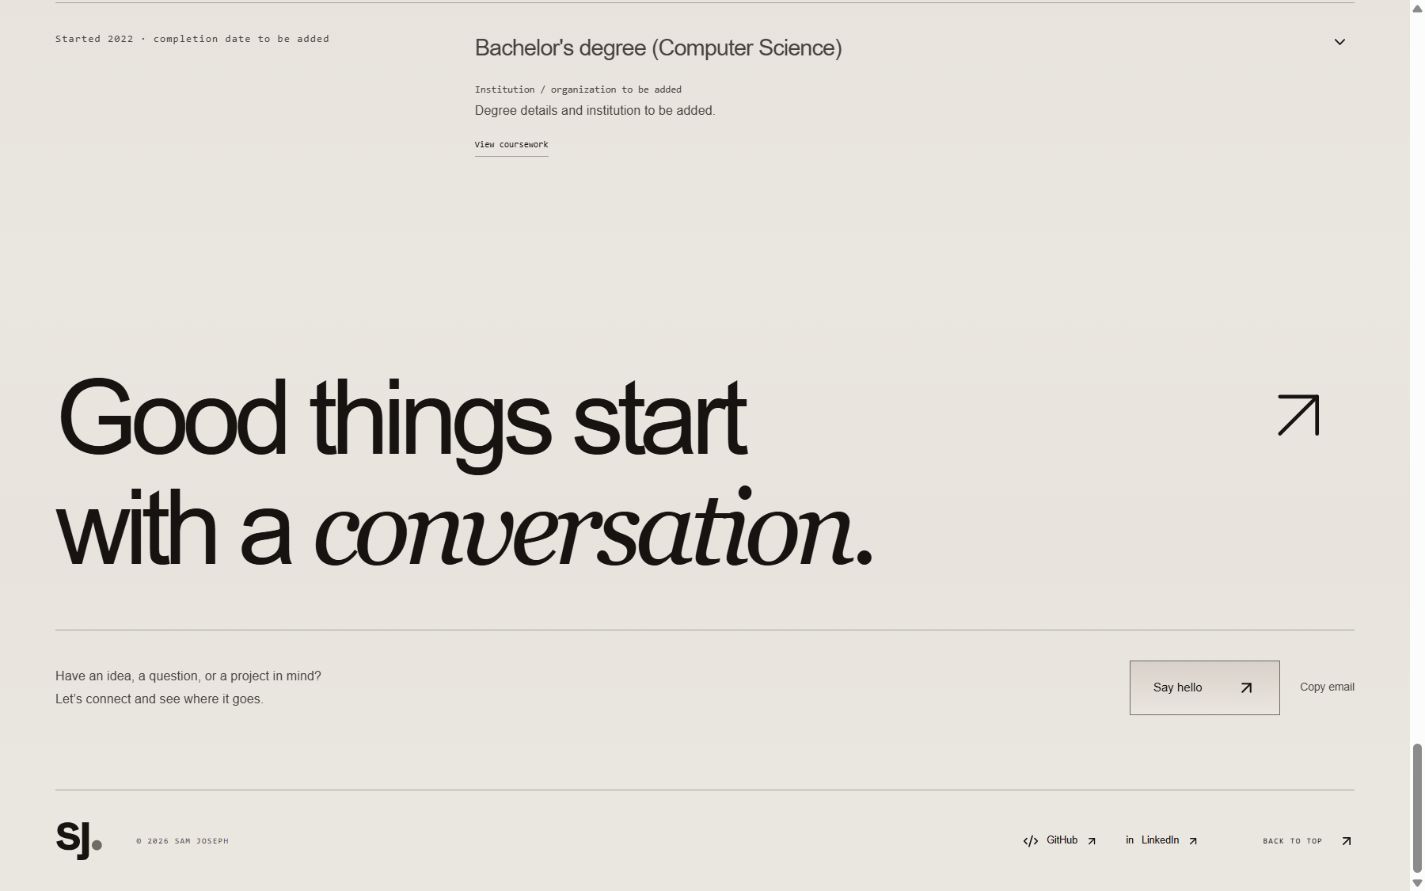 Started 2022 · completion date to be added
Bachelor's degree (Computer Science)
Institution / organization to be added
Degree details and institution to be added.
View coursework
Good things start
with a conversation.
Have an idea, a question, or a project in mind?
Let's connect and see where it goes.
Say hello
Copy email
SJ.
© 2026 SAM JOSEPH
</> GitHub
in LinkedIn
BACK TO TOP